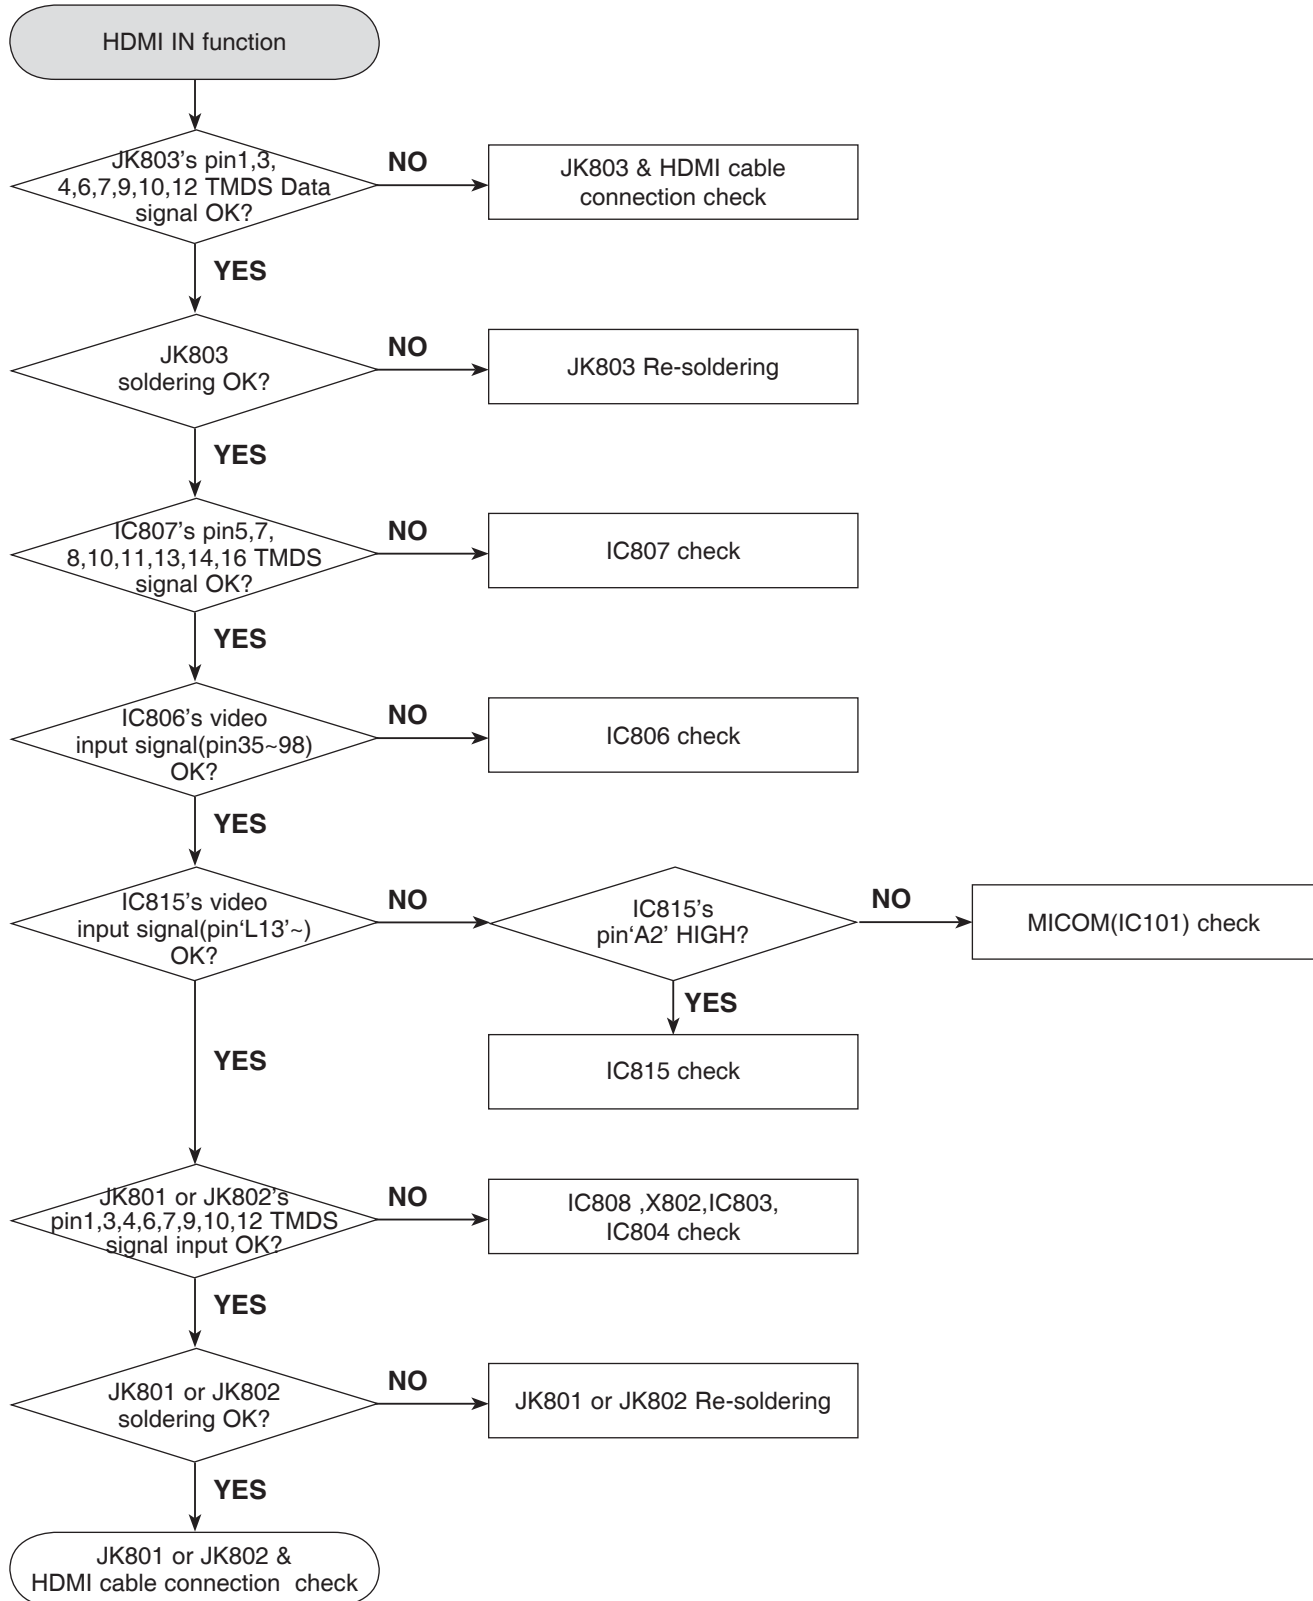 HDMI IN function
JK803's pin1,3,
4,6,7,9,10,12 TMDS Data
signal OK?
NO
JK803 & HDMI cable
connection check
YES
JK803
soldering OK?
NO
JK803 Re-soldering
YES
IC807's pin5,7,
8,10,11,13,14,16 TMDS
signal OK?
NO
IC807 check
YES
IC806's video
input signal(pin35~98)
OK?
NO
IC806 check
YES
IC815's video
input signal(pin‘L13’~)
OK?
NO
IC815's
pin‘A2’ HIGH?
NO
MICOM(IC101) check
YES
IC815 check
YES
JK801 or JK802's
pin1,3,4,6,7,9,10,12 TMDS
signal input OK?
NO
IC808 ,X802,IC803,
IC804 check
YES
JK801 or JK802
soldering OK?
NO
JK801 or JK802 Re-soldering
YES
JK801 or JK802 &
HDMI cable connection  check